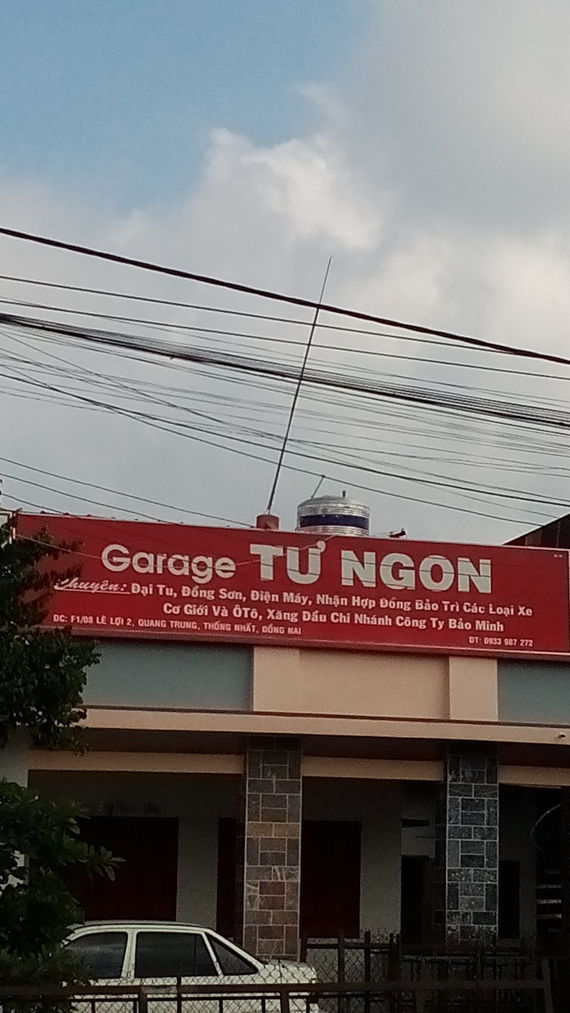 Garage TƯ NGON
Chuyên: Đại Tu, Đồng Sơn, Điện Máy, Nhận Hợp Đồng Bảo Trì Các Loại Xe
Cơ Giới Và ÔTô, Xăng Dầu Chi Nhánh Công Ty Bảo Minh
ĐC: F1/08 LÊ LỢI 2, QUANG TRUNG, THỐNG NHẤT, ĐỒNG NAI
ĐT: 0933 987 272